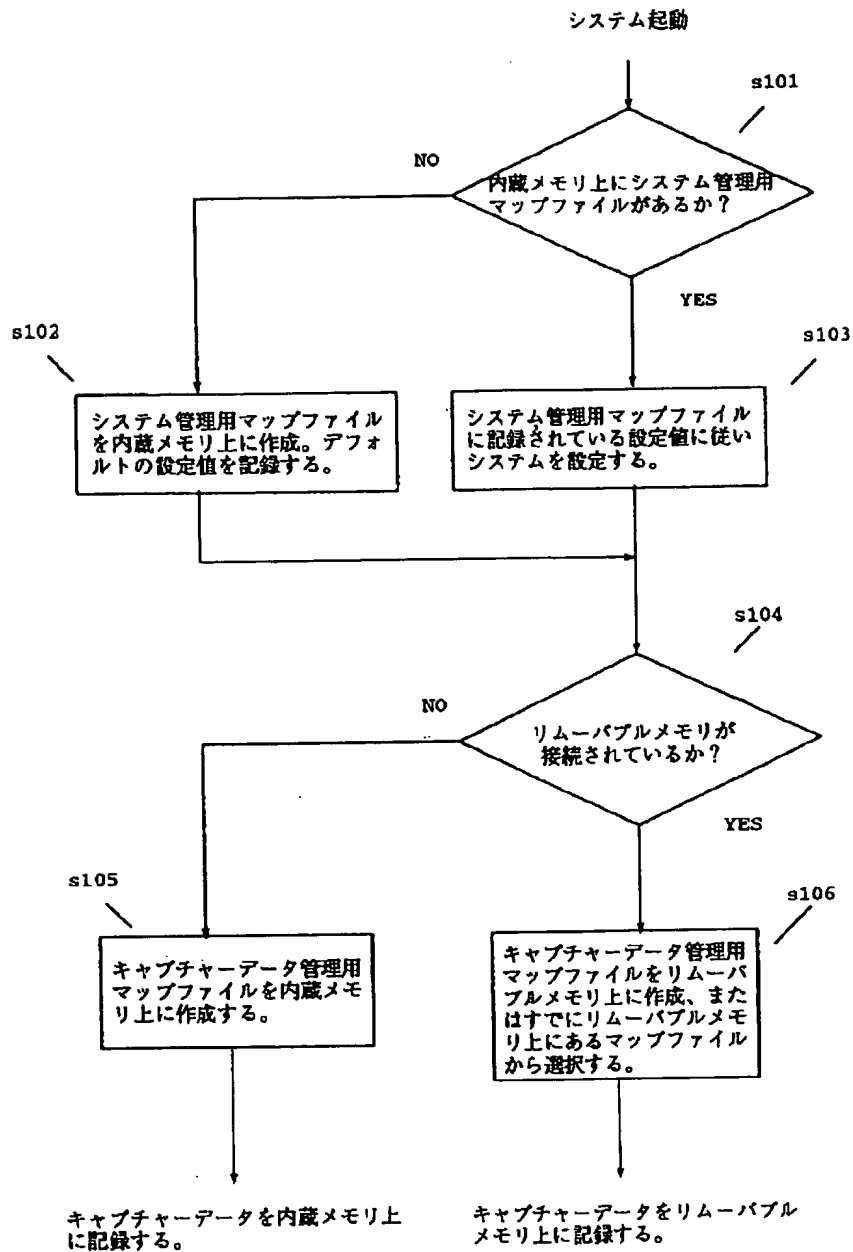 システム起動
s101
NO
内蔵メモリ上にシステム管理用
マップファイルがあるか？
YES
s102
s103
システム管理用マップファイル
を内蔵メモリ上に作成。デフォ
ルトの設定値を記録する。
システム管理用マップファイル
に記録されている設定値に従い
システムを設定する。
s104
NO
リムーバブルメモリが
接続されているか？
YES
s105
s106
キャプチャーデータ管理用
マップファイルを内蔵メモ
リ上に作成する。
キャプチャーデータ管理用
マップファイルをリムーバ
ブルメモリ上に作成、また
はすでにリムーバブルメモ
リ上にあるマップファイル
から選択する。
キャプチャーデータを内蔵メモリ上
に記録する。
キャプチャーデータをリムーバブル
メモリ上に記録する。